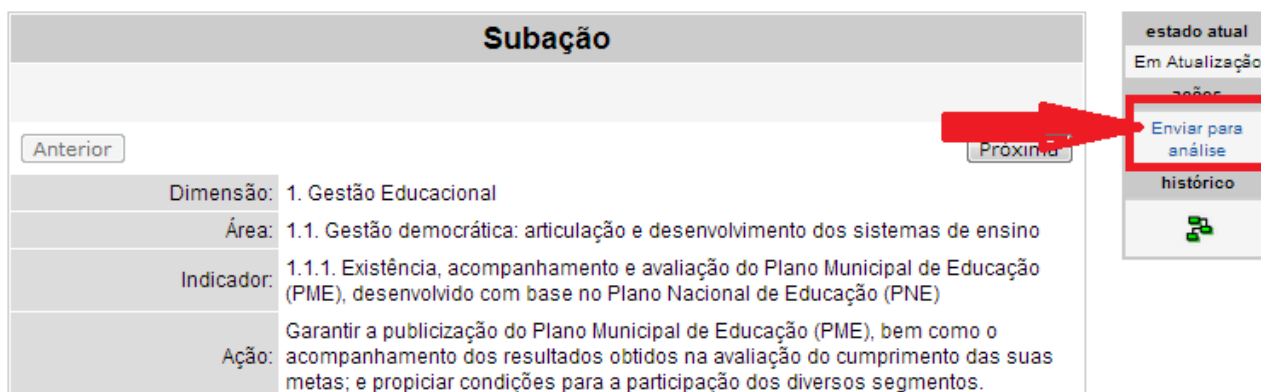 Subação
Anterior
Próxima
Dimensão: 1. Gestão Educacional
Área: 1.1. Gestão democrática: articulação e desenvolvimento dos sistemas de ensino
Indicador: 1.1.1. Existência, acompanhamento e avaliação do Plano Municipal de Educação
(PME), desenvolvido com base no Plano Nacional de Educação (PNE)
Garantir a publicização do Plano Municipal de Educação (PME), bem como o
Ação: acompanhamento dos resultados obtidos na avaliação do cumprimento das suas
metas; e propiciar condições para a participação dos diversos segmentos.
estado atual
Em Atualização
ações
Enviar para
análise
histórico